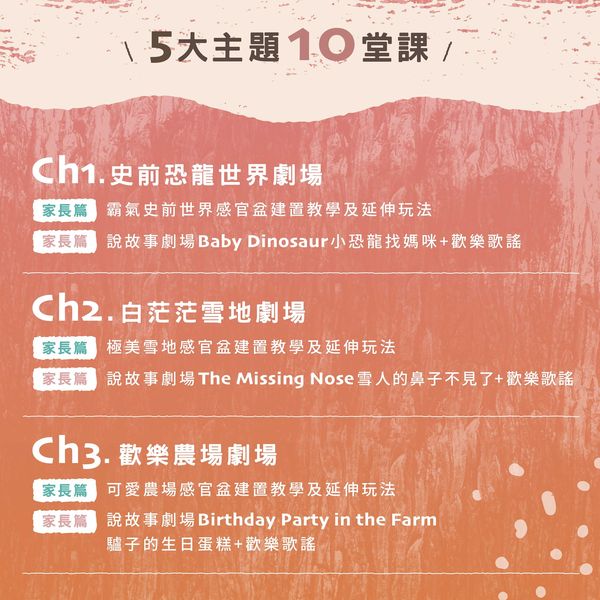 \ 5大主題10堂課 /
Ch1.史前恐龍世界劇場
家長篇 霸氣史前世界感官盆建置教學及延伸玩法
家長篇 說故事劇場Baby Dinosaur小恐龍找媽咪+歡樂歌謠
Ch2.白茫茫雪地劇場
家長篇 極美雪地感官盆建置教學及延伸玩法
家長篇 說故事劇場The Missing Nose雪人的鼻子不見了+歡樂歌謠
Ch3.歡樂農場劇場
家長篇 可愛農場感官盆建置教學及延伸玩法
家長篇 說故事劇場Birthday Party in the Farm
驢子的生日蛋糕+歡樂歌謠